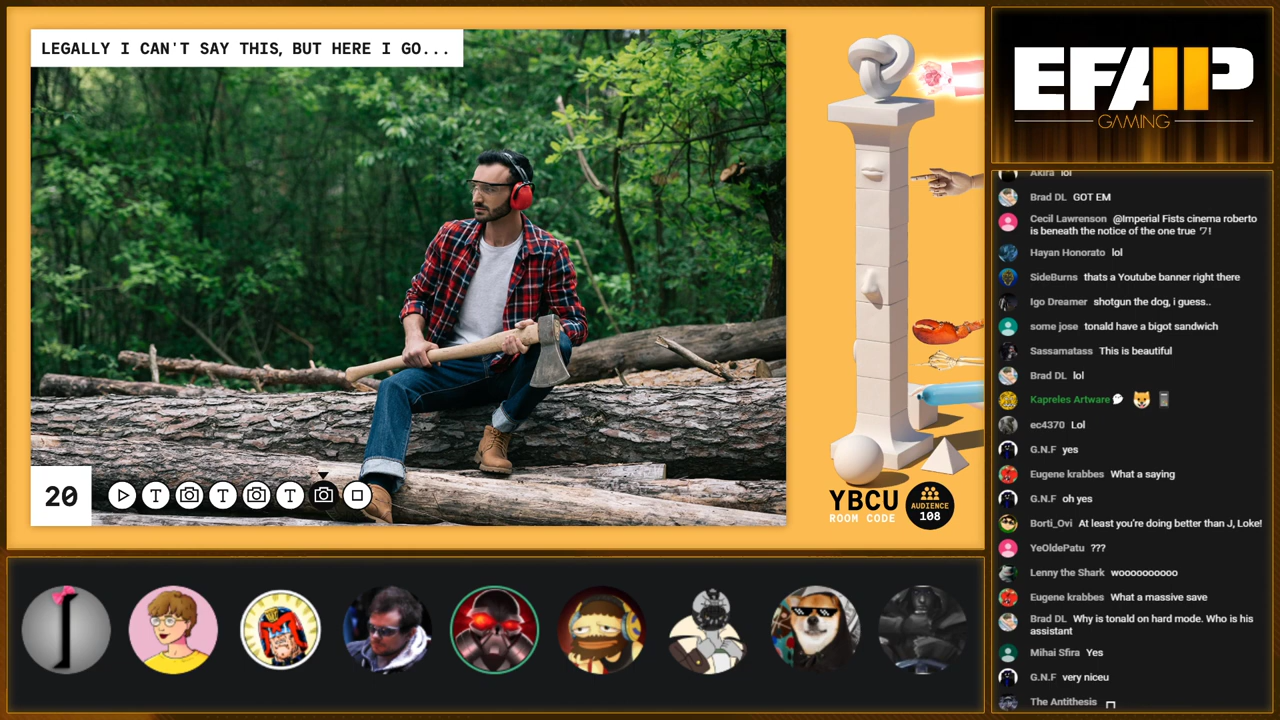 LEGALLY I CAN'T SAY THIS, BUT HERE I GO...
20
T
T
T
YBCU
ROOM CODE
AUDIENCE
108
EFAP
GAMING
Akira lol
Brad DL GOT EM
Cecil Lawrenson @Imperial Fists cinema roberto
is beneath the notice of the one true ワ!
Hayan Honorato lol
SideBurns thats a Youtube banner right there
Igo Dreamer shotgun the dog, i guess..
some jose tonald have a bigot sandwich
Sassamatass This is beautiful
Brad DL lol
Kapreles Artware
ec4370 Lol
G.N.F yes
Eugene krabbes What a saying
G.N.F oh yes
Borti_Ovi At least you're doing better than J, Loke!
YeOldePatu ???
Lenny the Shark woooooooooo
Eugene krabbes What a massive save
Brad DL Why is tonald on hard mode. Who is his
assistant
Mihai Sfira Yes
G.N.F very niceu
The Antithesis